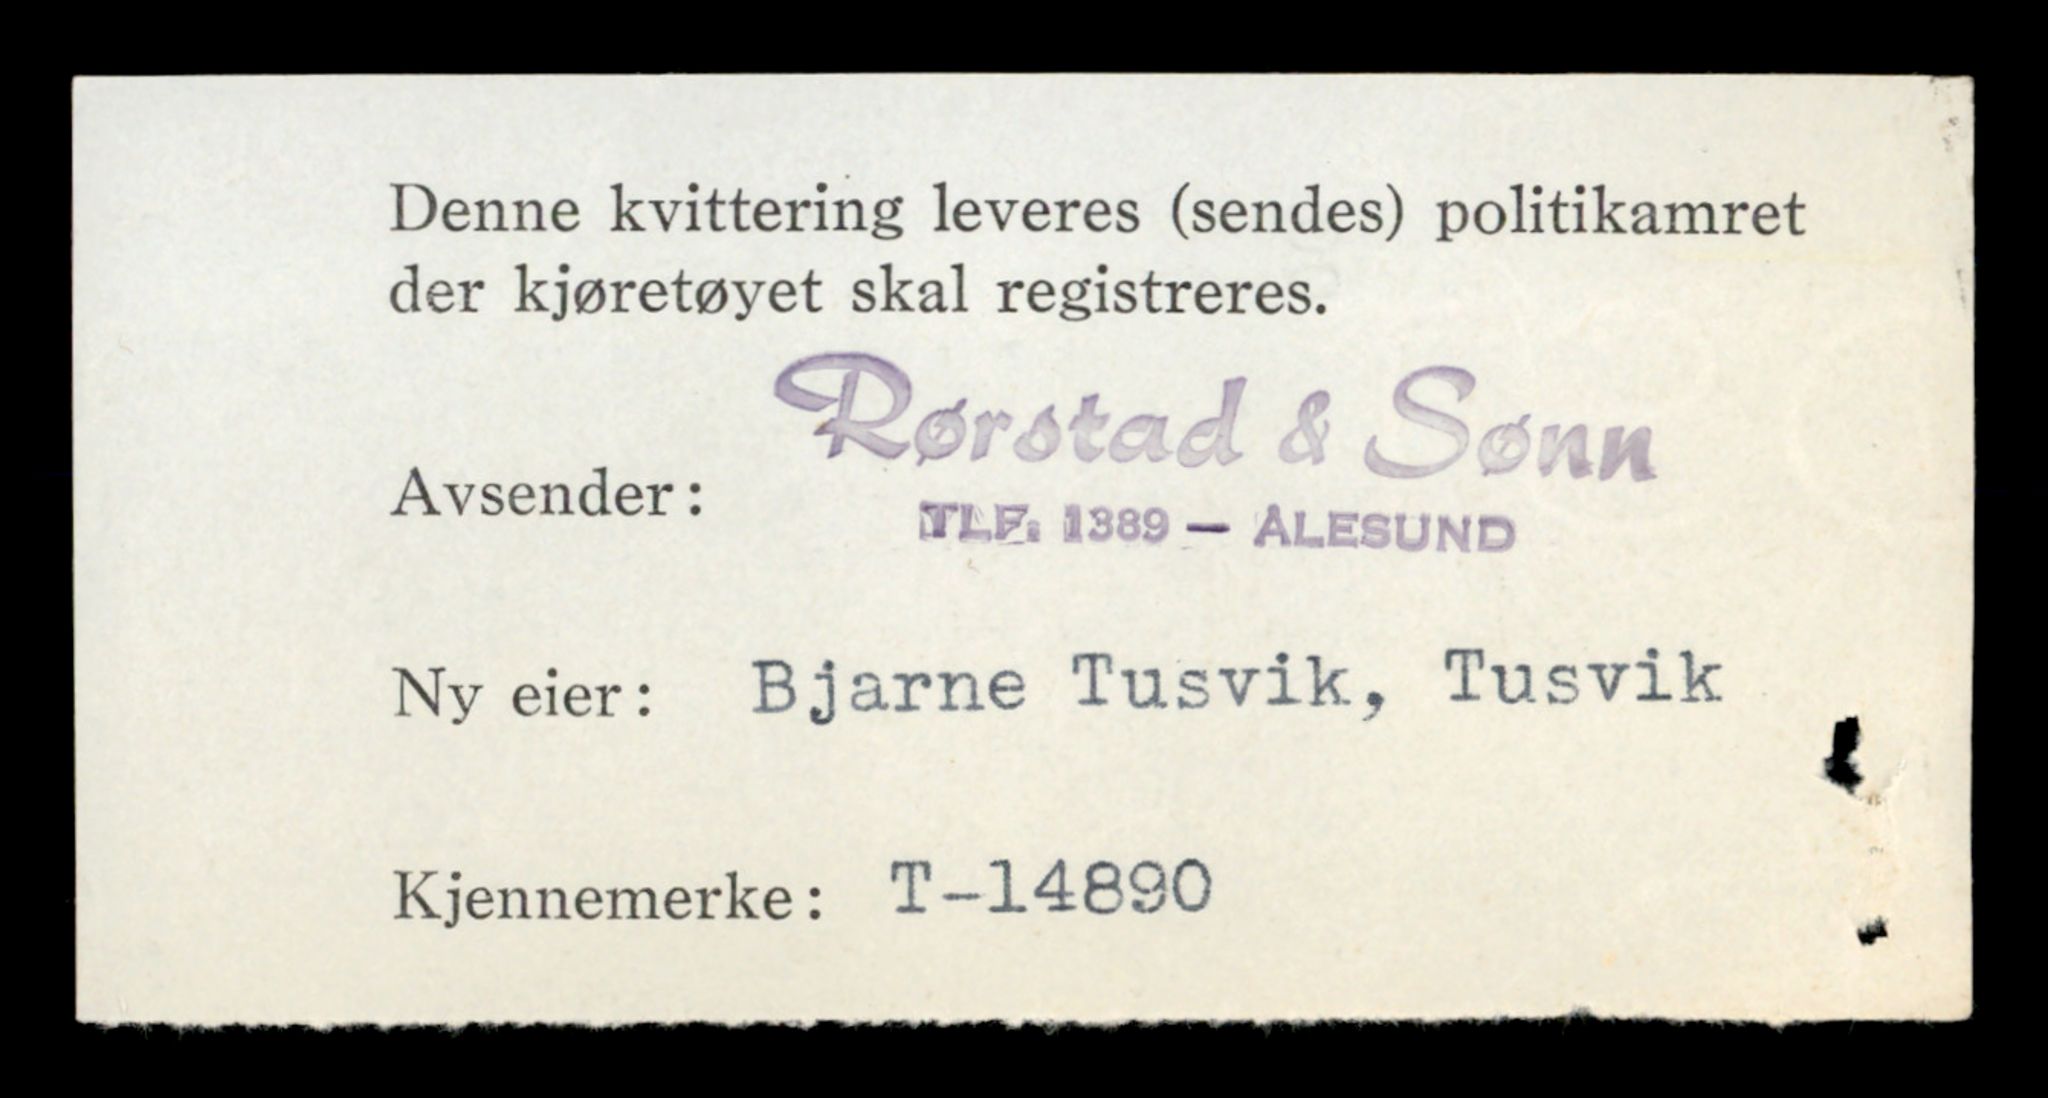 Denne kvittering leveres (sendes) politikamret
der kjøretøyet skal registreres.
Rørstad & Sønn
Avsender:
TLF. 1389 — ALESUND
Ny eier: Bjarne Tusvik, Tusvik
Kjennemerke: T-14890